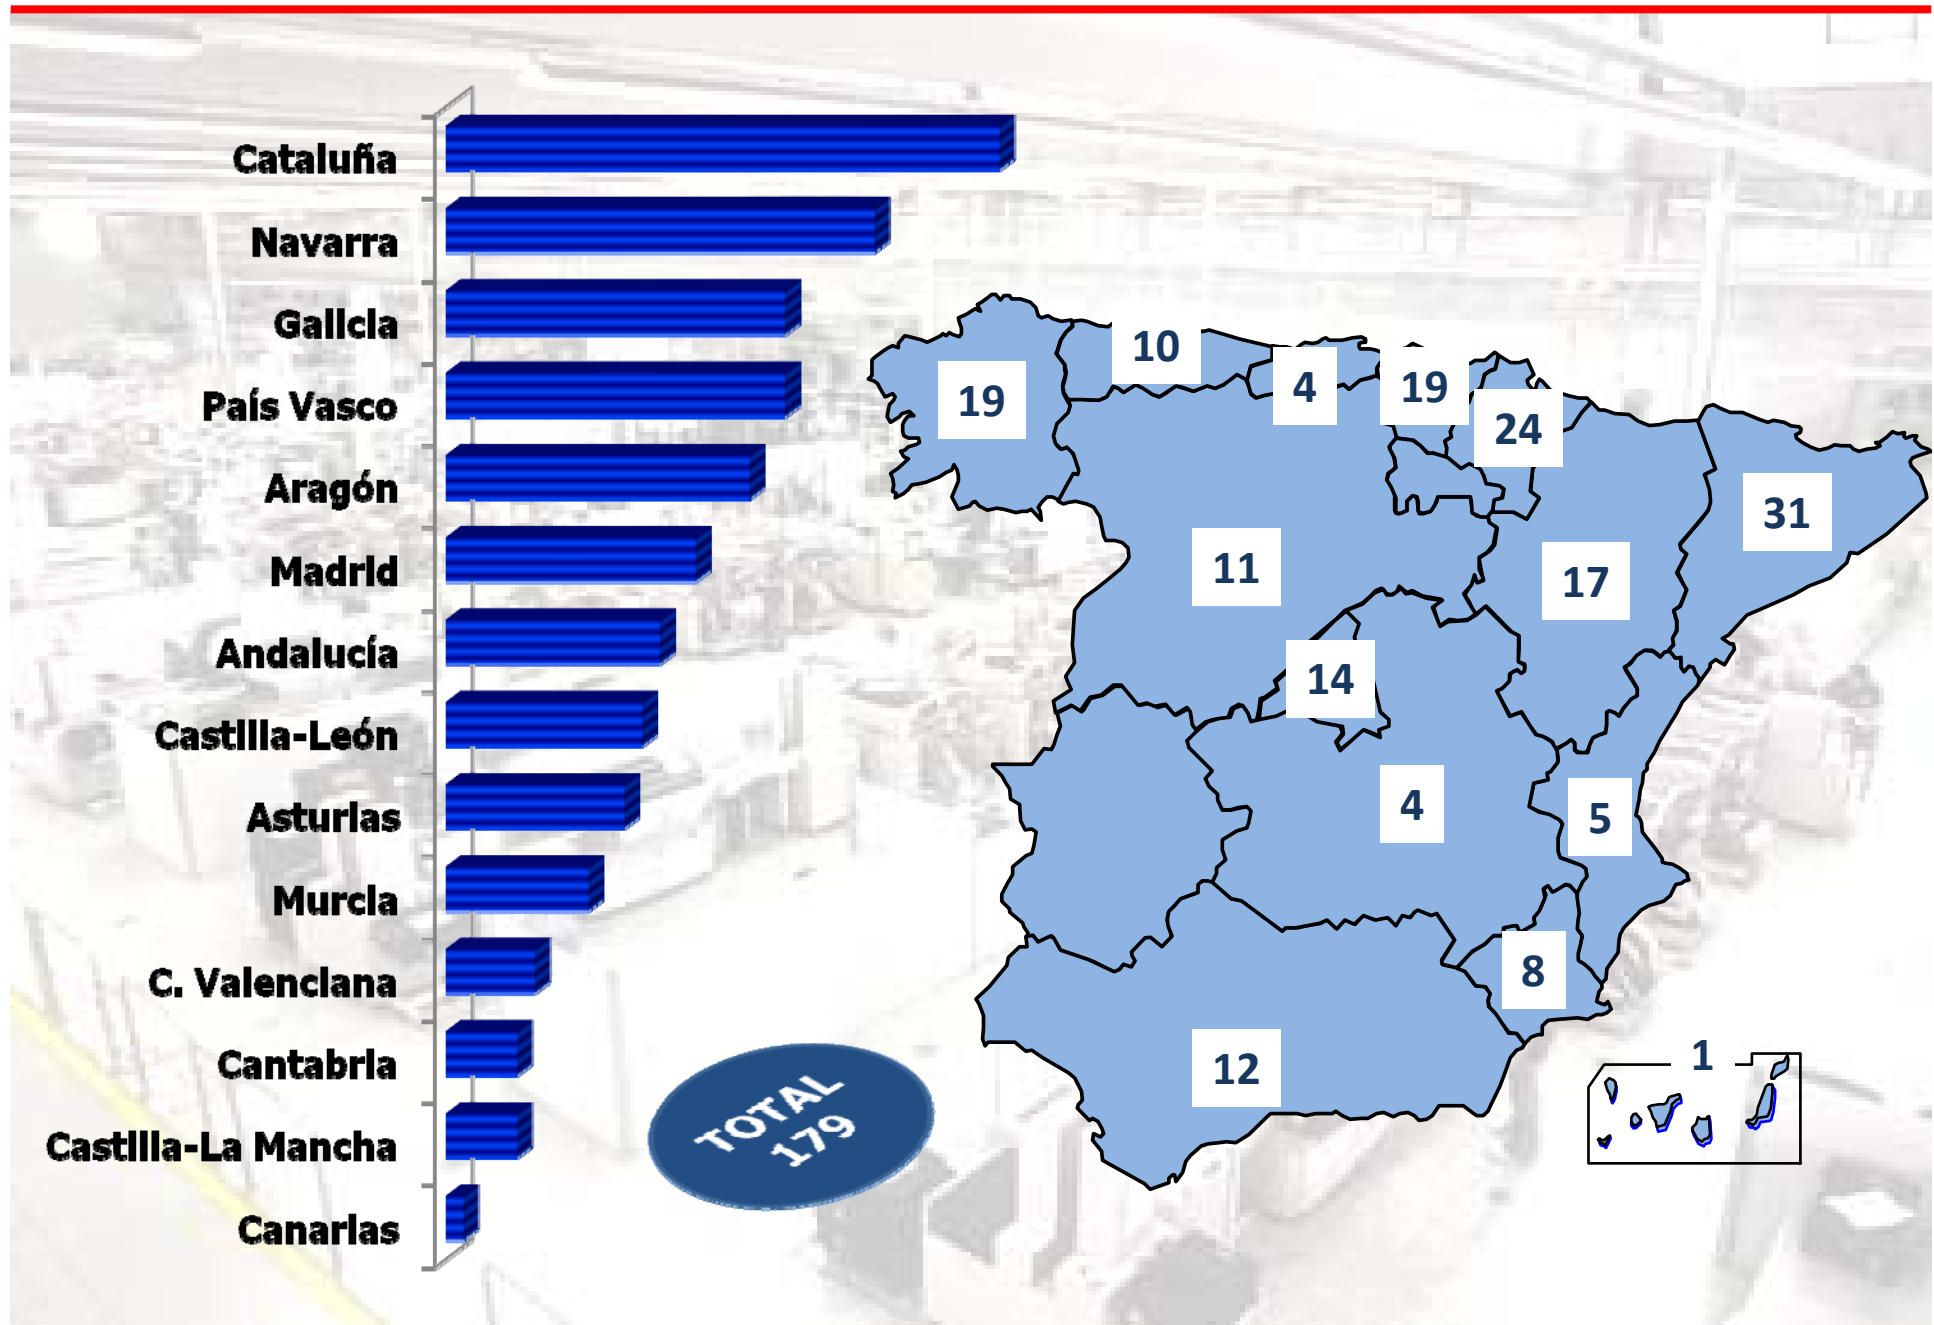 Cataluña
Navarra
Galicia
País Vasco
Aragón
Madrid
Andalucía
Castilla-León
Asturias
Murcia
C. Valenciana
Cantabria
Castilla-La Mancha
Canarias
TOTAL
179
10
19
4
19
24
31
11
17
14
4
5
8
12
1